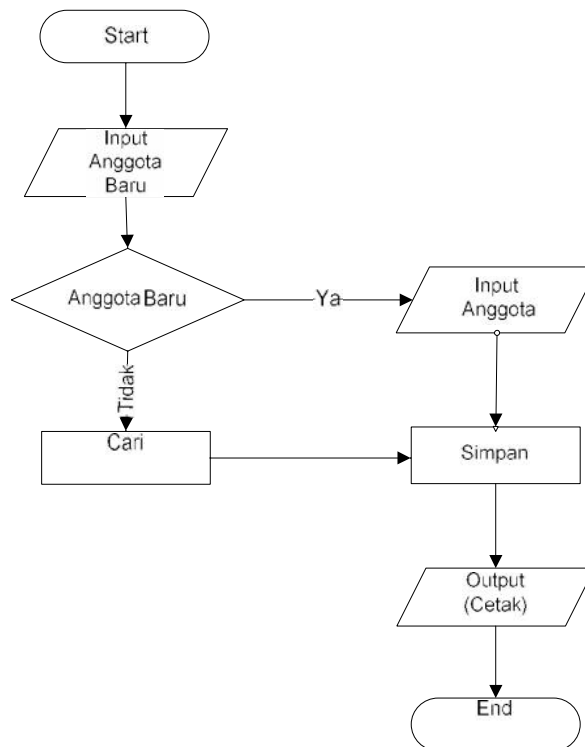 Start
Input
Anggota
Baru
Anggota Baru
Ya
Input
Anggota
Tidak
Cari
Simpan
Output
(Cetak)
End